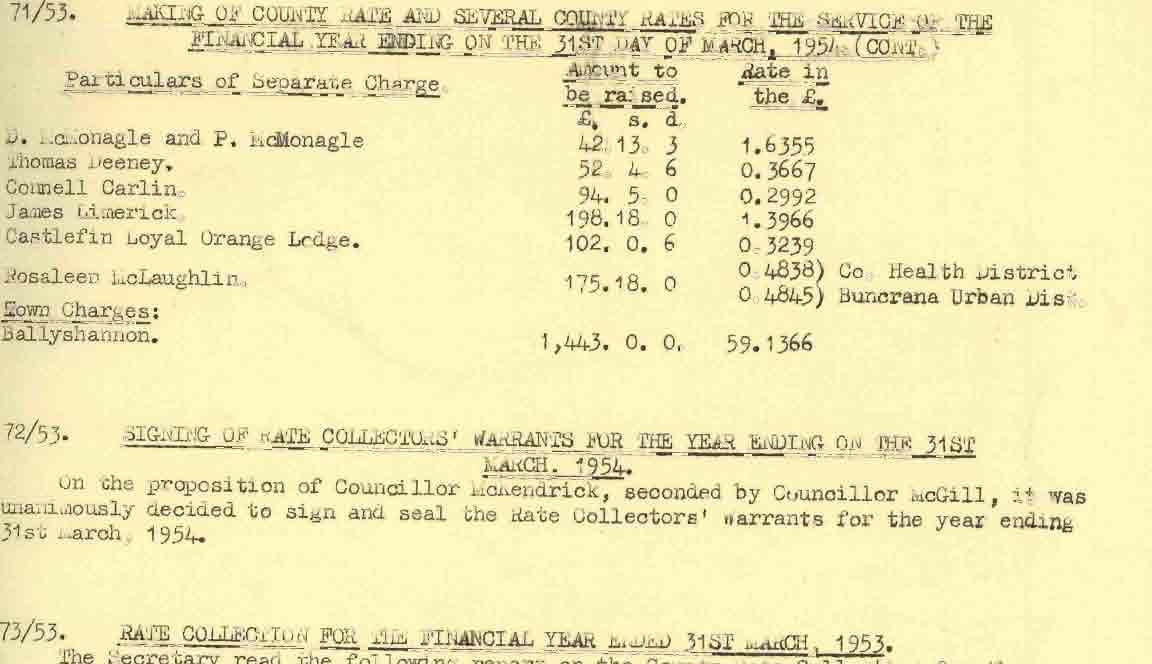 71/53. MAKING OF COUNTY RATE AND SEVERAL COUNTY RATES FOR THE SERVICE OF THE
FINANCIAL YEAR ENDING ON THE 31ST DAY OF MARCH, 1954. (CONT.)
Particulars of Separate Charge. Amount to be raised. Rate in the £.
£. s. d.
D. McMonagle and P. McMonagle 42. 13. 3 1.6355
Thomas Deeney. 52. 4. 6 0.3667
Connell Carlin. 94. 5. 0 0.2992
James Limerick. 198.18. 0 1.3966
Castlefin Loyal Orange Lodge. 102. 0. 6 0.3239
Rosaleen McLaughlin. 175.18. 0 0.4838) Co. Health District
0.4845) Buncrana Urban Dist.
Town Charges:
Ballyshannon. 1,443. 0. 0. 59.1366
72/53. SIGNING OF RATE COLLECTORS' WARRANTS FOR THE YEAR ENDING ON THE 31ST
MARCH. 1954.
On the proposition of Councillor McKendrick, seconded by Councillor McGill, it was
unanimously decided to sign and seal the Rate Collectors' Warrants for the year ending
31st March, 1954.
73/53. RATE COLLECTION FOR THE FINANCIAL YEAR ENDED 31ST MARCH, 1953.
The Secretary read the following report on the County